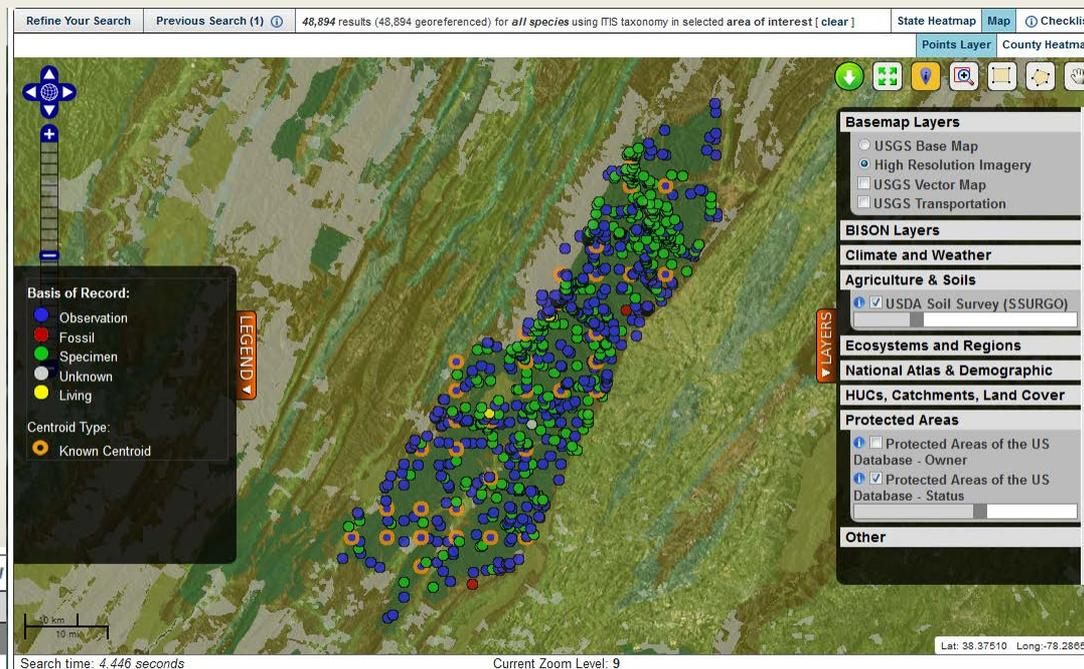 Refine Your Search
Previous Search (1)
48,894 results (48,894 georeferenced) for all species using ITIS taxonomy in selected area of interest [ clear ]
State Heatmap
Map
Points Layer
County Heatma
Basemap Layers
USGS Base Map
High Resolution Imagery
USGS Vector Map
USGS Transportation
BISON Layers
Climate and Weather
Agriculture & Soils
USDA Soil Survey (SSURGO)
Ecosystems and Regions
National Atlas & Demographic
HUCs, Catchments, Land Cover
Protected Areas
Protected Areas of the US
Database - Owner
Protected Areas of the US
Database - Status
Other
LAYERS
Basis of Record:
Observation
Fossil
Specimen
Unknown
Living
Centroid Type:
Known Centroid
LEGEND
10 km
10 mi
Lat: 38.37510 Long:-78.286
Search time: 4.446 seconds
Current Zoom Level: 9